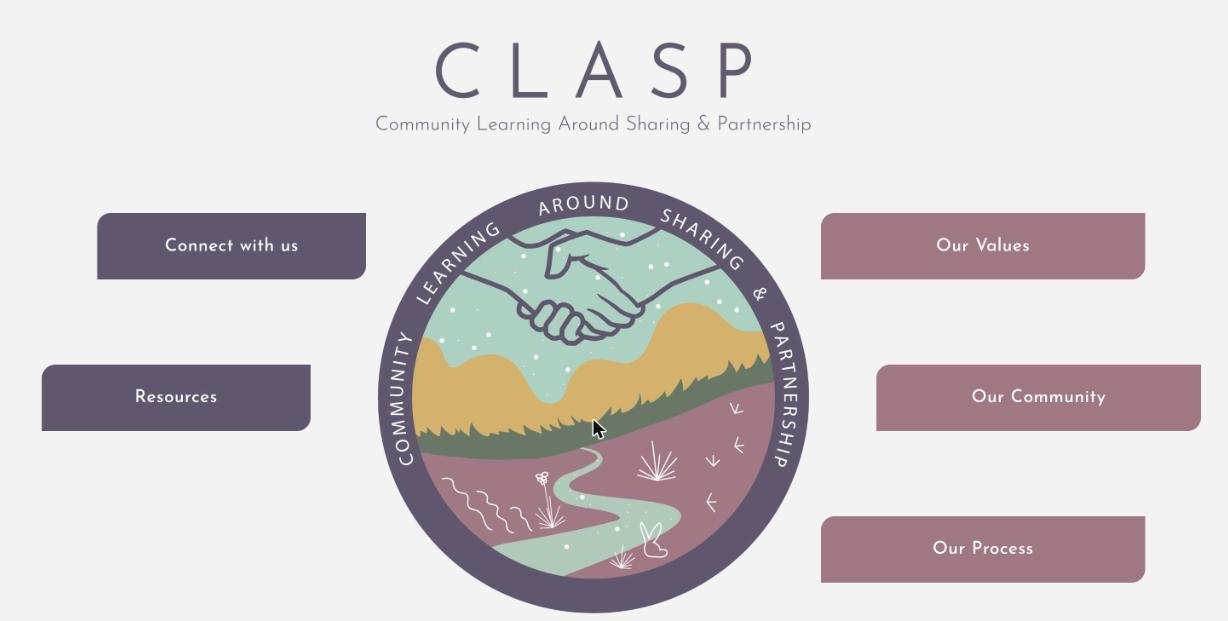 C L A S P
Community Learning Around Sharing & Partnership
COMMUNITY LEARNING AROUND SHARING & PARTNERSHIP
Connect with us
Resources
Our Values
Our Community
Our Process